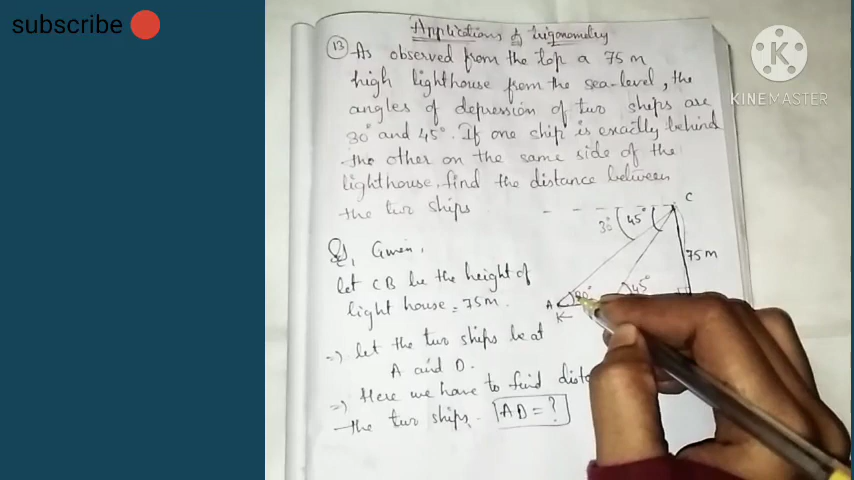 subscribe
KINEMASTER
Applications of trigonometry
13 As observed from the top a 75 m
high lighthouse from the sea-level, the
angles of depression of two ships are
30° and 45°. If one ship is exactly behind
the other on the same side of the
lighthouse, find the distance between
the two ships
C
30° 45°
75m
A 30° 45°
K
Given,
let CB be the height of
light house = 75m.
=> let the two ships be at
A and D.
=> Here we have to find
the two ships. AD = ?